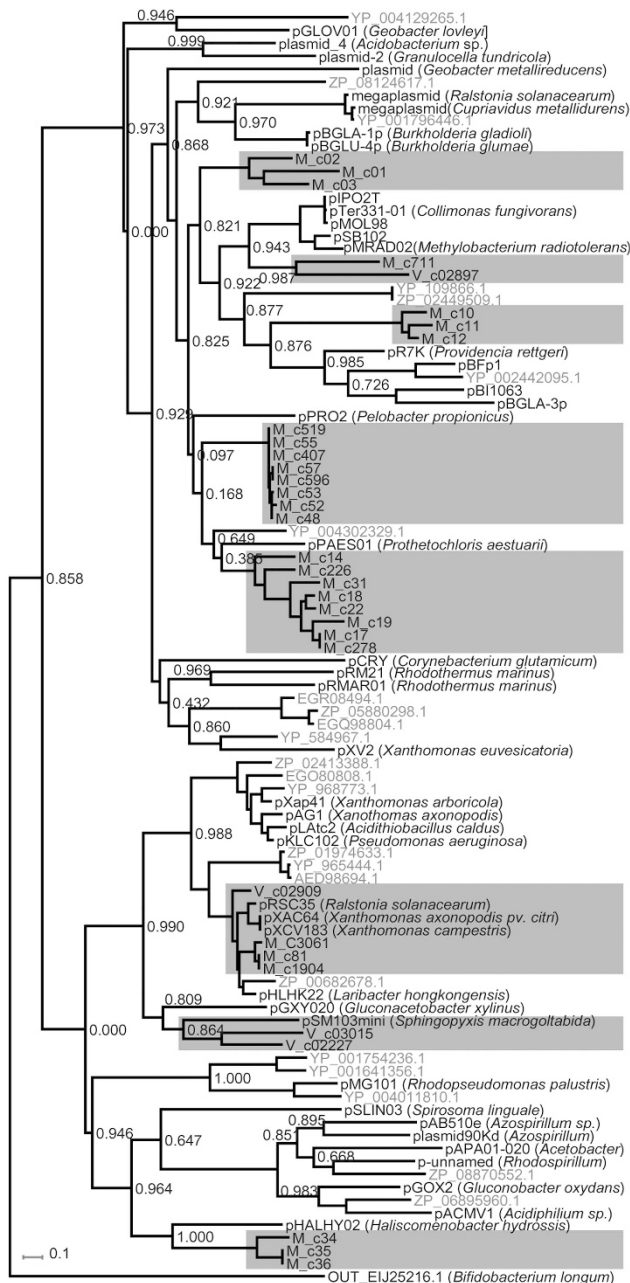 0.946
YP_004129265.1
pGLOV01 (Geobacter lovleyi)
0.999
plasmid_4 (Acidobacterium sp.)
plasmid-2 (Granulocella tundricola)
plasmid (Geobacter metallireducens)
0.973
0.868
ZP_08124617.1
0.921
megaplasmid (Ralstonia solanacearum)
megaplasmid(Cupriavidus metallidurens)
YP_001796446.1
0.970
pBGLA-1p (Burkholderia gladioli)
pBGLU-4p (Burkholderia glumae)
M_c02
M_c01
M_c03
0.000
0.821
pIPO2T
pTer331-01 (Collimonas fungivorans)
pMOL98
pSB102
0.943
pMRAD02(Methylobacterium radiotolerans)
M_c711
0.987
V_c02897
0.922
YP_109866.1
ZP_02449509.1
0.877
M_c10
M_c11
M_c12
0.825
0.876
pR7K (Providencia rettgeri)
0.985
pBFp1
YP_002442095.1
0.726
pBI1063
pBGLA-3p
0.929
pPRO2 (Pelobacter propionicus)
M_c519
M_c55
0.097
M_c407
M_c57
M_c596
0.168
M_c53
M_c52
M_c48
YP_004302329.1
0.649
pPAES01 (Prothetochloris aestuarii)
0.385
M_c14
M_c226
M_c31
0.858
M_c18
M_c22
M_c19
M_c17
M_c278
pCRY (Corynebacterium glutamicum)
0.969
pRM21 (Rhodothermus marinus)
pRMAR01 (Rhodothermus marinus)
0.432
EGR08494.1
ZP_05880298.1
EGQ98804.1
0.860
YP_584967.1
pXV2 (Xanthomonas euvesicatoria)
ZP_02413388.1
EGO80808.1
YP_968773.1
pXap41 (Xanthomonas arboricola)
pAG1 (Xanothomonas axonopodis)
0.988
pLAtc2 (Acidithiobacillus caldus)
pKLC102 (Pseudomonas aeruginosa)
ZP_01974633.1
YP_965444.1
AED98694.1
V_c02909
pRSC35 (Ralstonia solanacearum)
pXAC64 (Xanthomonas axonopodis pv. citri)
0.990
pXCV183 (Xanthomonas campestris)
M_C3061
M_c81
M_c1904
ZP_00682678.1
pHLHK22 (Laribacter hongkongensis)
0.809
pGXY020 (Gluconacetobacter xylinus)
0.000
pSM103mini (Sphingopyxis macrogoltabida)
0.864
V_c03015
V_c02227
YP_001754236.1
YP_001641356.1
1.000
pMG101 (Rhodopseudomonas palustris)
YP_004011810.1
pSLIN03 (Spirosoma linguale)
0.946
0.895
pAB510e (Azospirillum sp.)
0.647
0.857
plasmid90Kd (Azospirillum)
pAPA01-020 (Acetobacter)
0.668
p-unnamed (Rhodospirillum)
ZP_08870552.1
0.964
0.983
pGOX2 (Gluconobacter oxydans)
ZP_06895960.1
pACMV1 (Acidiphilium sp.)
pHALHY02 (Haliscomenobacter hydrossis)
1.000
M_c34
M_c35
M_c36
0.1
OUT_EIJ25216.1 (Bifidobacterium longum)